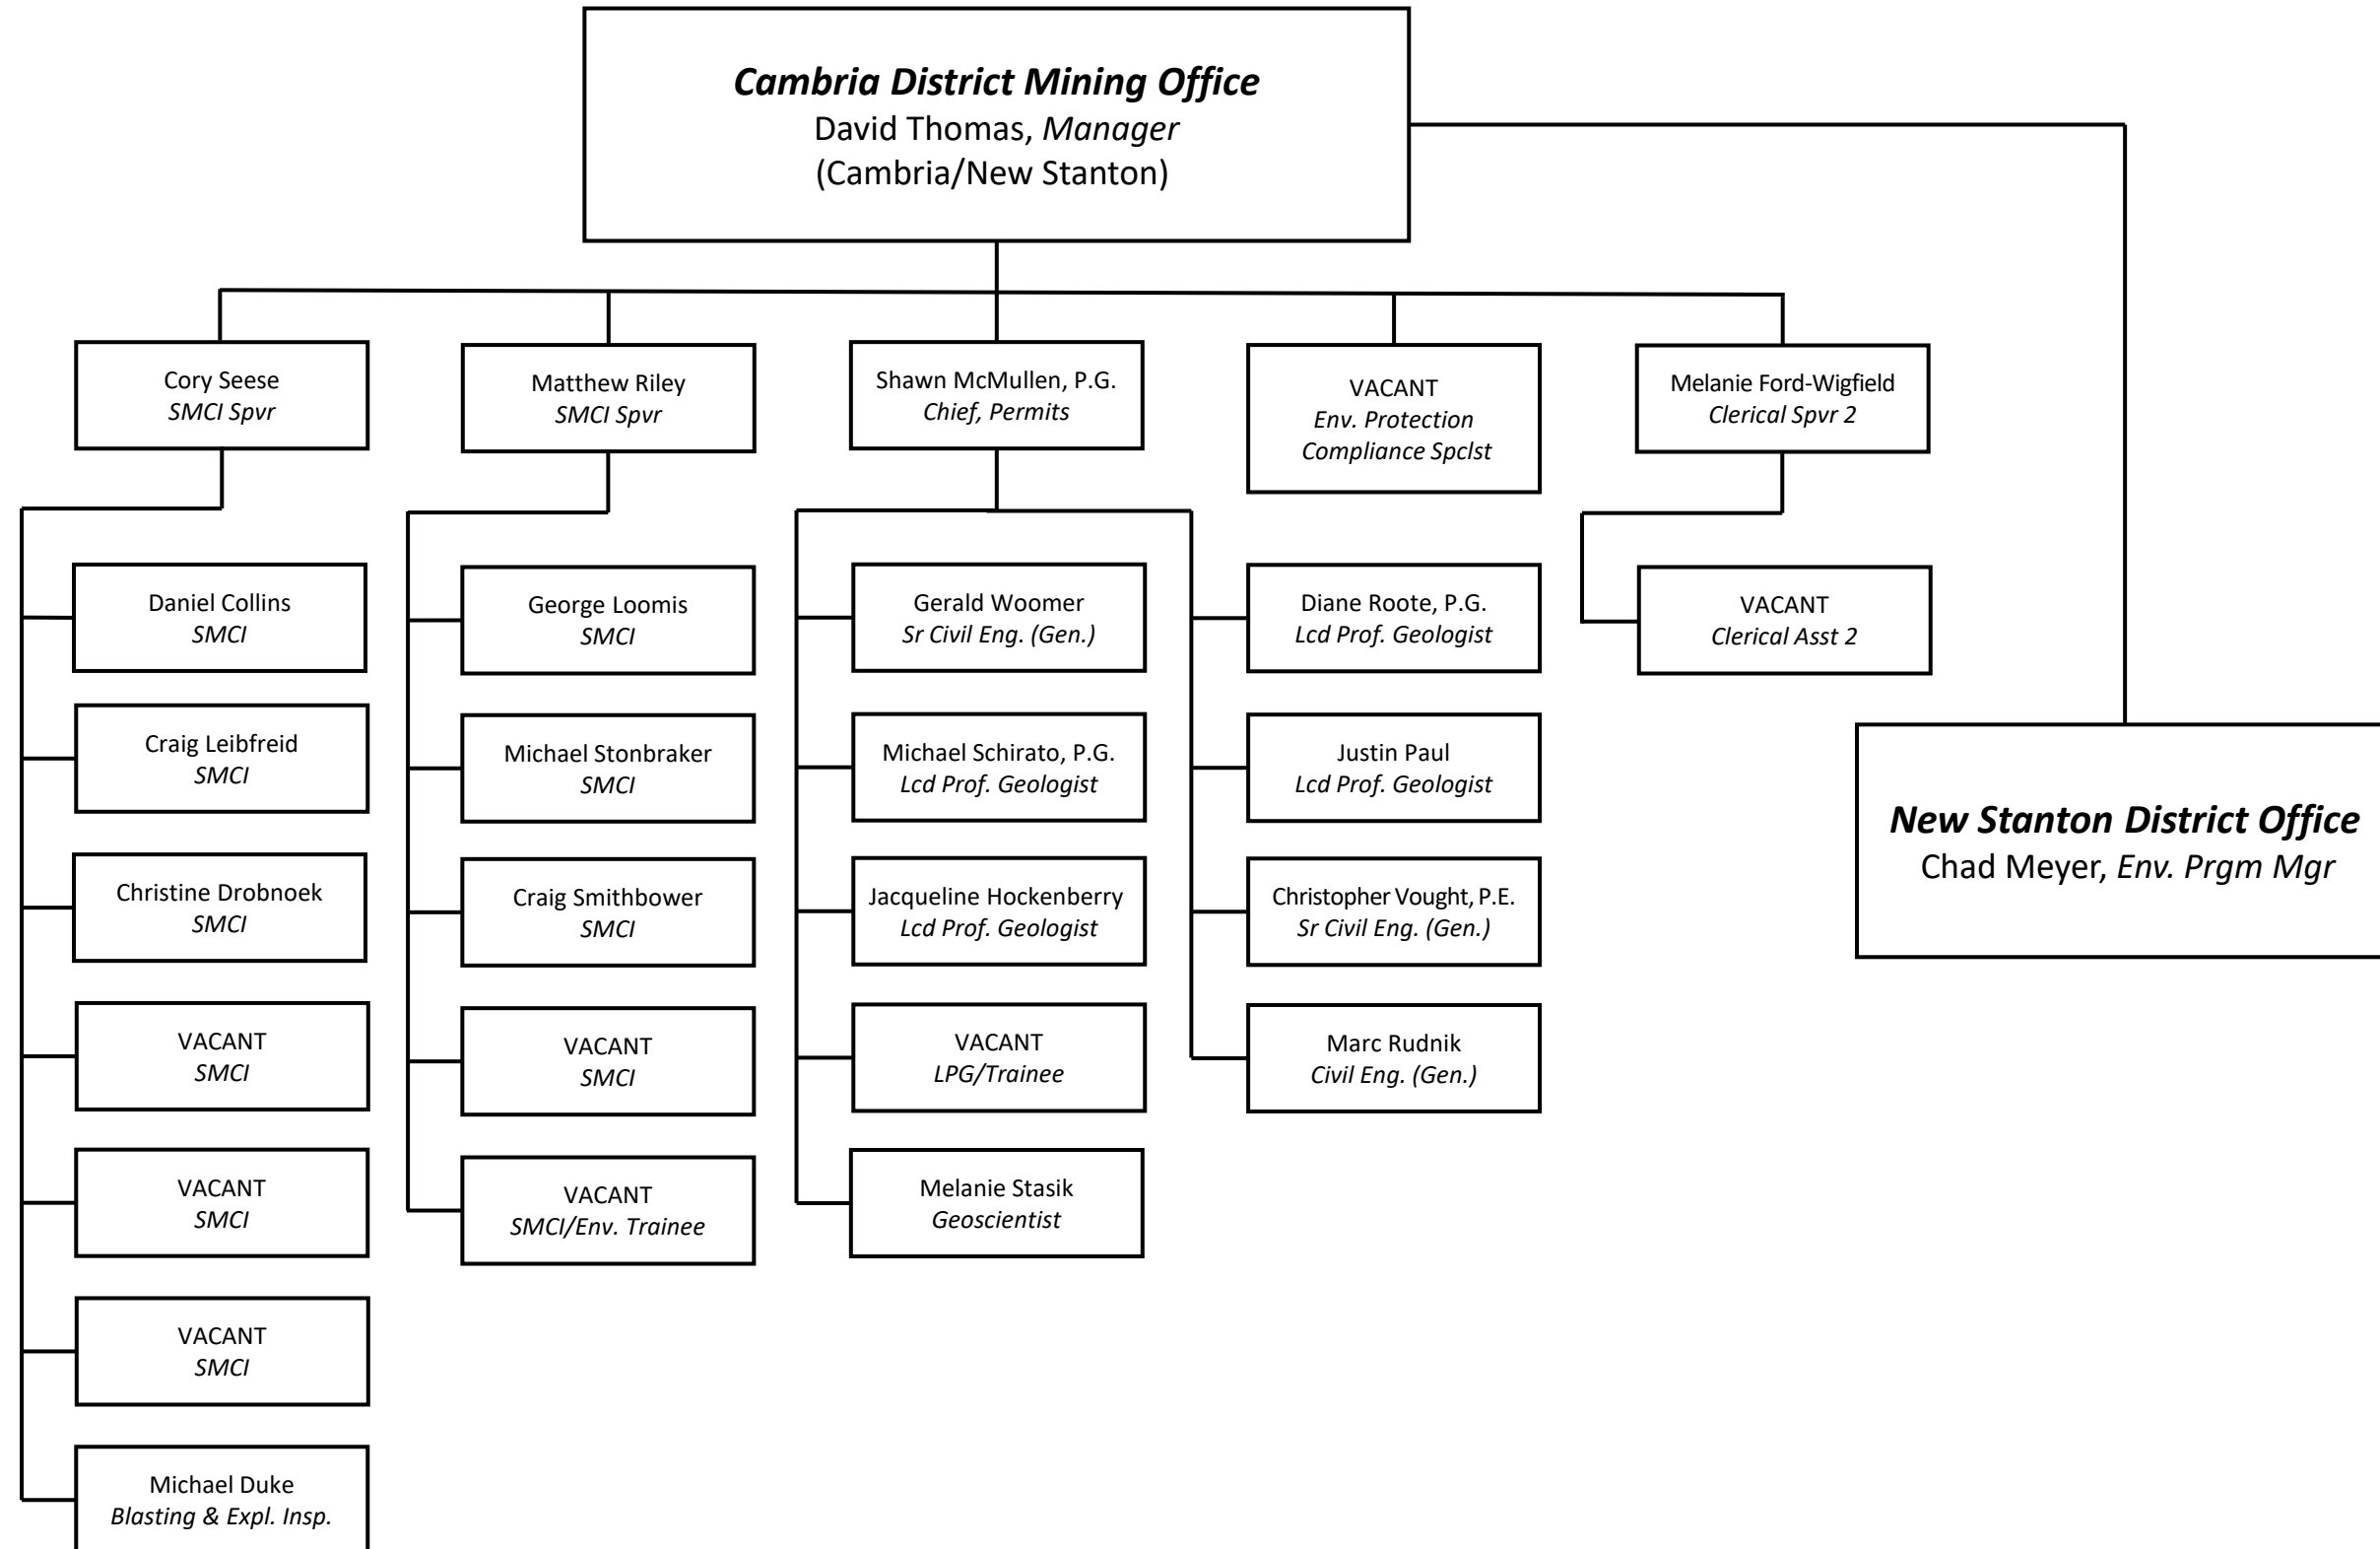 Cambria District Mining Office
David Thomas, Manager
(Cambria/New Stanton)
Cory Seese
SMCI Spvr
Matthew Riley
SMCI Spvr
Shawn McMullen, P.G.
Chief, Permits
VACANT
Env. Protection
Compliance Spclst
Melanie Ford-Wigfield
Clerical Spvr 2
Daniel Collins
SMCI
Craig Leibfreid
SMCI
Christine Drobnoek
SMCI
VACANT
SMCI
VACANT
SMCI
VACANT
SMCI
Michael Duke
Blasting & Expl. Insp.
George Loomis
SMCI
Michael Stonbraker
SMCI
Craig Smithbower
SMCI
VACANT
SMCI
VACANT
SMCI/Env. Trainee
Gerald Woomer
Sr Civil Eng. (Gen.)
Michael Schirato, P.G.
Lcd Prof. Geologist
Jacqueline Hockenberry
Lcd Prof. Geologist
VACANT
LPG/Trainee
Melanie Stasik
Geoscientist
Diane Roote, P.G.
Lcd Prof. Geologist
Justin Paul
Lcd Prof. Geologist
Christopher Vought, P.E.
Sr Civil Eng. (Gen.)
Marc Rudnik
Civil Eng. (Gen.)
VACANT
Clerical Asst 2
New Stanton District Office
Chad Meyer, Env. Prgm Mgr